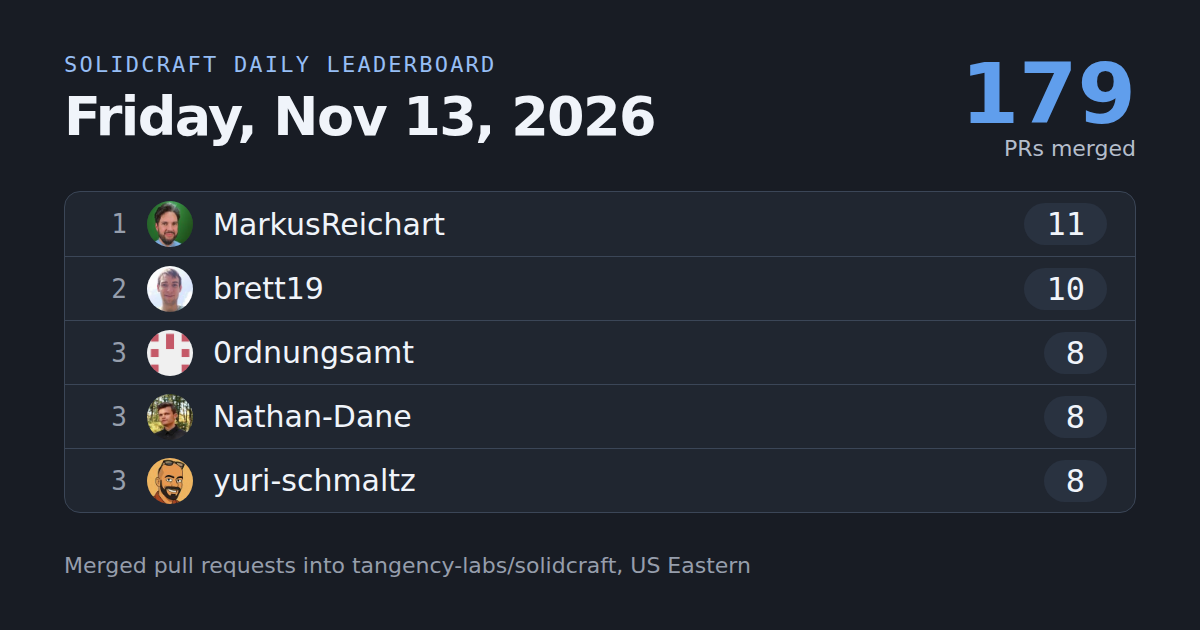 SOLIDCRAFT DAILY LEADERBOARD
Friday, Nov 13, 2026
179
PRs merged
1 MarkusReichart 11
2 brett19 10
3 0rdnungsamt 8
3 Nathan-Dane 8
3 yuri-schmaltz 8
Merged pull requests into tangency-labs/solidcraft, US Eastern